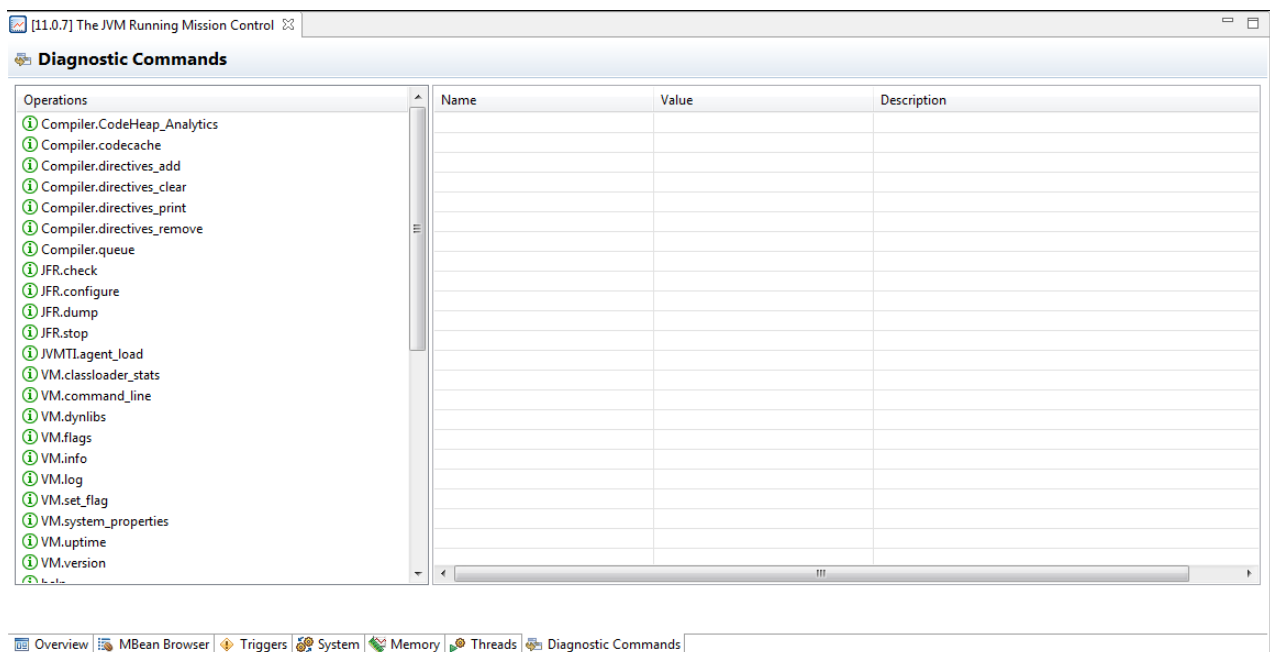 [11.0.7] The JVM Running Mission Control
Diagnostic Commands
Operations
Compiler.CodeHeap_Analytics
Compiler.codecache
Compiler.directives_add
Compiler.directives_clear
Compiler.directives_print
Compiler.directives_remove
Compiler.queue
JFR.check
JFR.configure
JFR.dump
JFR.stop
JVMTI.agent_load
VM.classloader_stats
VM.command_line
VM.dynlibs
VM.flags
VM.info
VM.log
VM.set_flag
VM.system_properties
VM.uptime
VM.version
Name Value Description
Overview MBean Browser Triggers System Memory Threads Diagnostic Commands